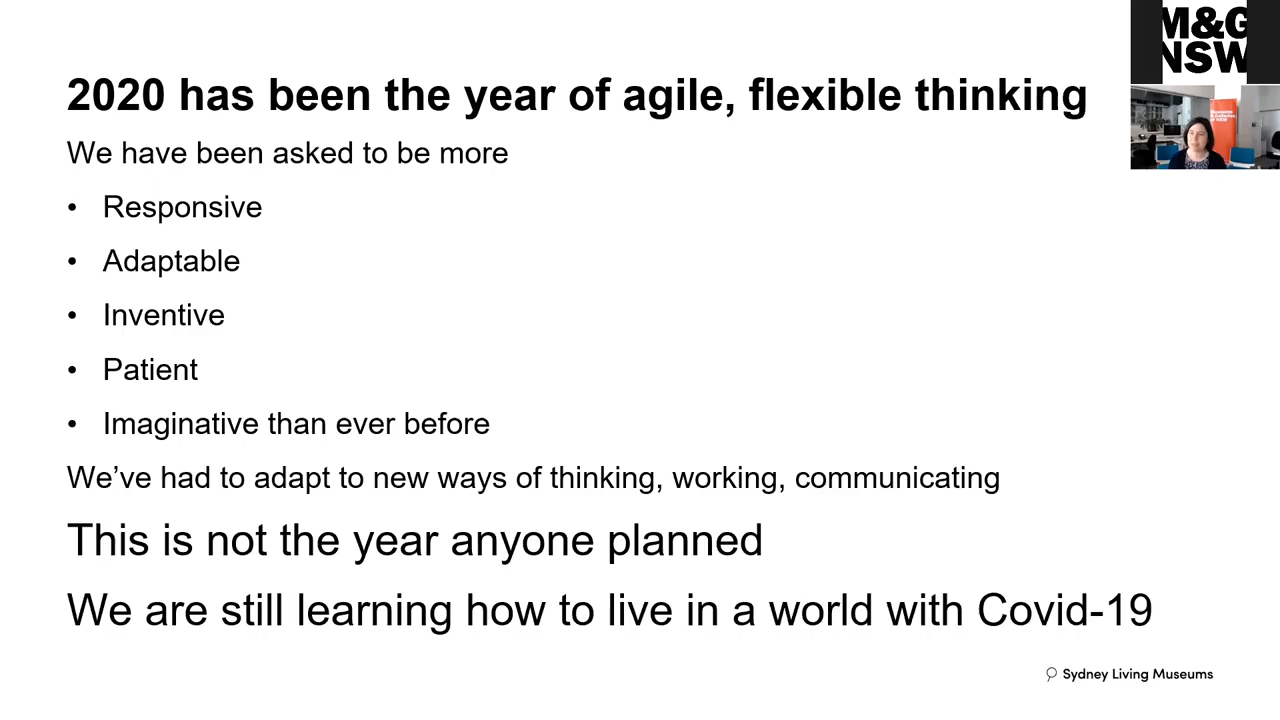 M&G
NSW
2020 has been the year of agile, flexible thinking
We have been asked to be more
• Responsive
• Adaptable
• Inventive
• Patient
• Imaginative than ever before
We’ve had to adapt to new ways of thinking, working, communicating
This is not the year anyone planned
We are still learning how to live in a world with Covid-19
Sydney Living Museums